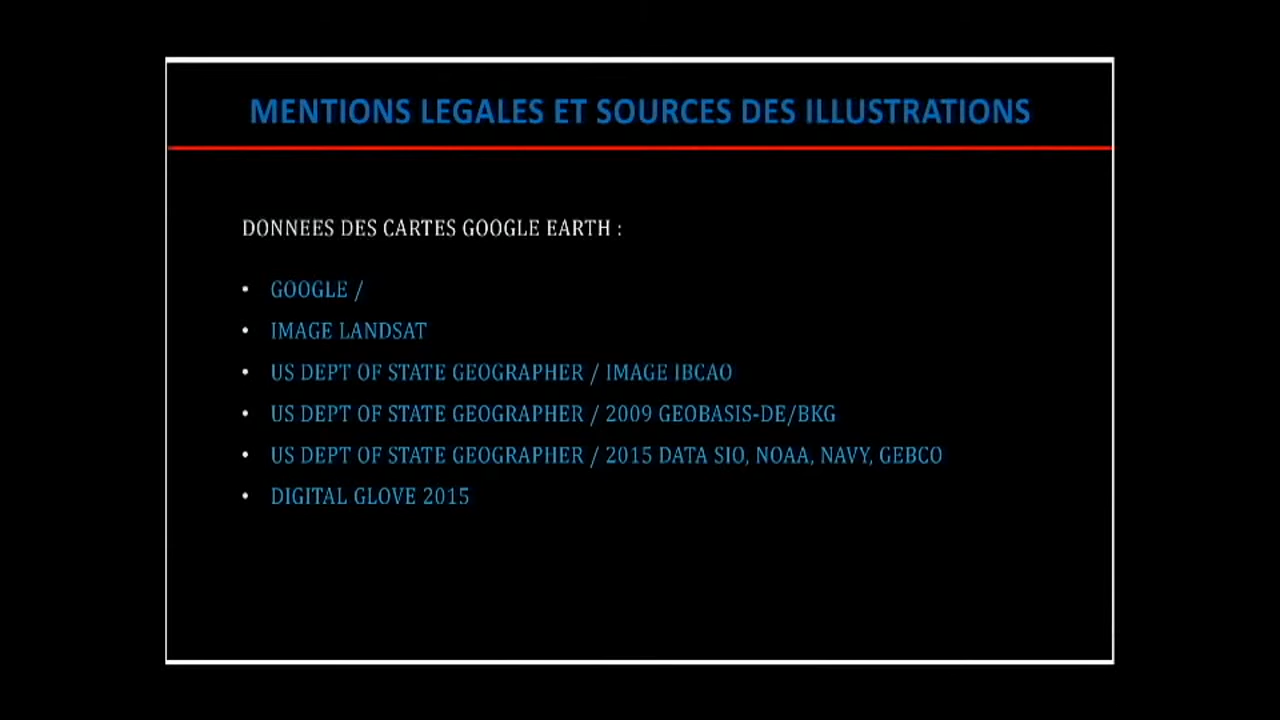 MENTIONS LEGALES ET SOURCES DES ILLUSTRATIONS
DONNEES DES CARTES GOOGLE EARTH :
• GOOGLE /
• IMAGE LANDSAT
• US DEPT OF STATE GEOGRAPHER / IMAGE IBCAO
• US DEPT OF STATE GEOGRAPHER / 2009 GEOBASIS-DE/BKG
• US DEPT OF STATE GEOGRAPHER / 2015 DATA SIO, NOAA, NAVY, GEBCO
• DIGITAL GLOVE 2015